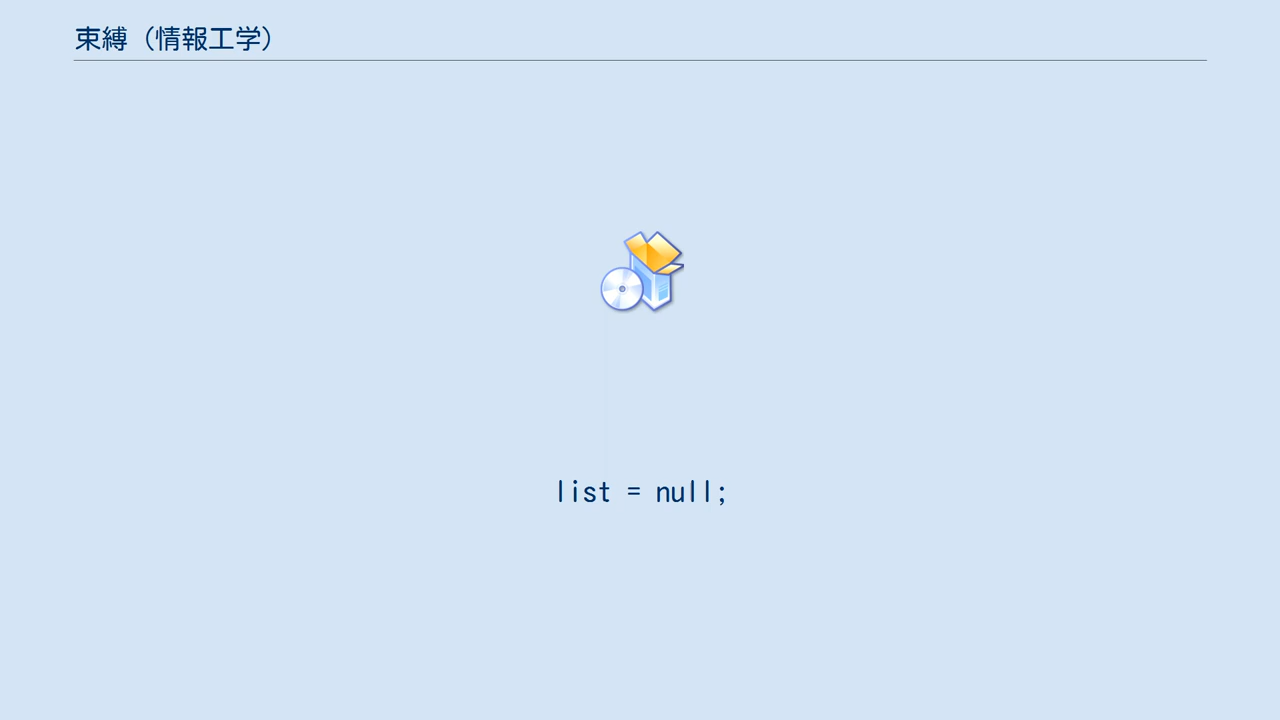 束縛（情報工学）
list = null;